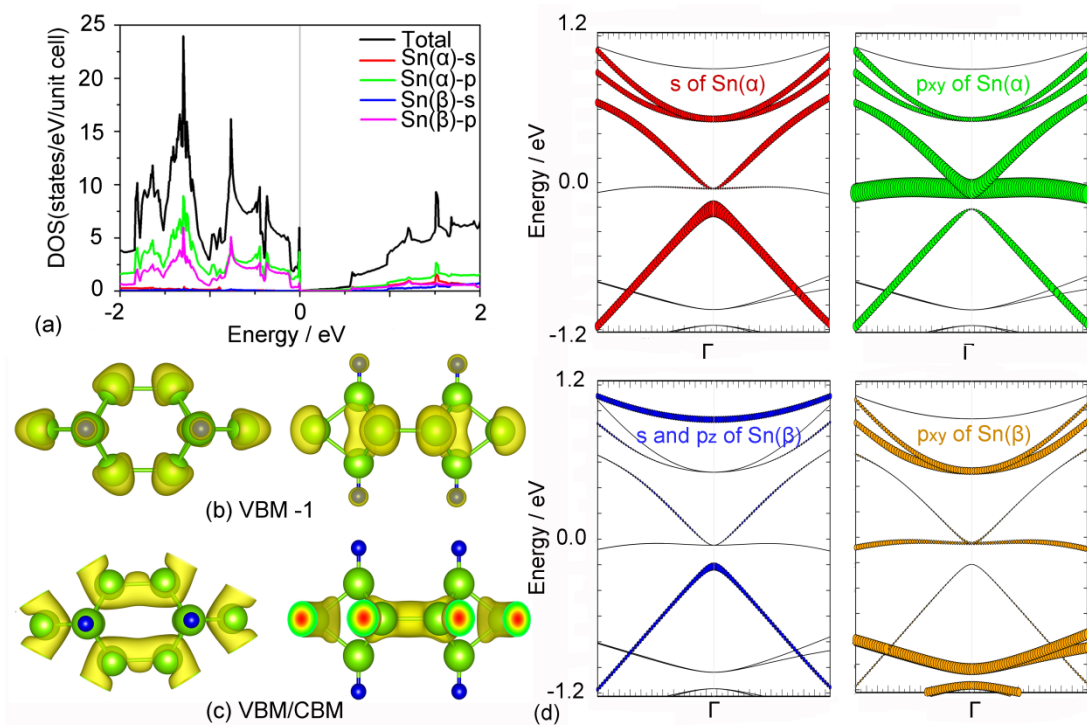 25
20
15
10
5
0
DOS(states/eV/unit cell)
Total
Sn(α)-s
Sn(α)-p
Sn(β)-s
Sn(β)-p
-2 -1 0 1 2
Energy / eV
(a)
(b) VBM -1
(c) VBM/CBM
1.2
0.0
-1.2
Energy / eV
s of Sn(α)
Γ
pxy of Sn(α)
Γ
1.2
0.0
-1.2
Energy / eV
s and pz of Sn(β)
Γ
pxy of Sn(β)
Γ
(d)